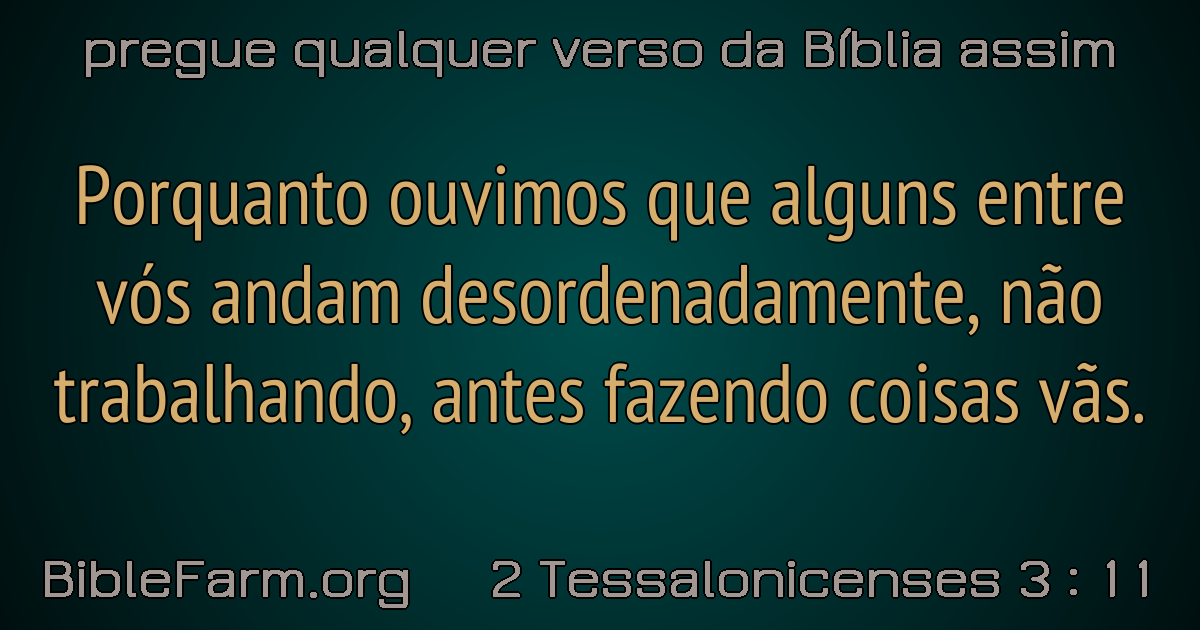 pregue qualquer verso da Bíblia assim
Porquanto ouvimos que alguns entre
vós andam desordenadamente, não
trabalhando, antes fazendo coisas vãs.
BibleFarm.org 2 Tessalonicenses 3 : 11